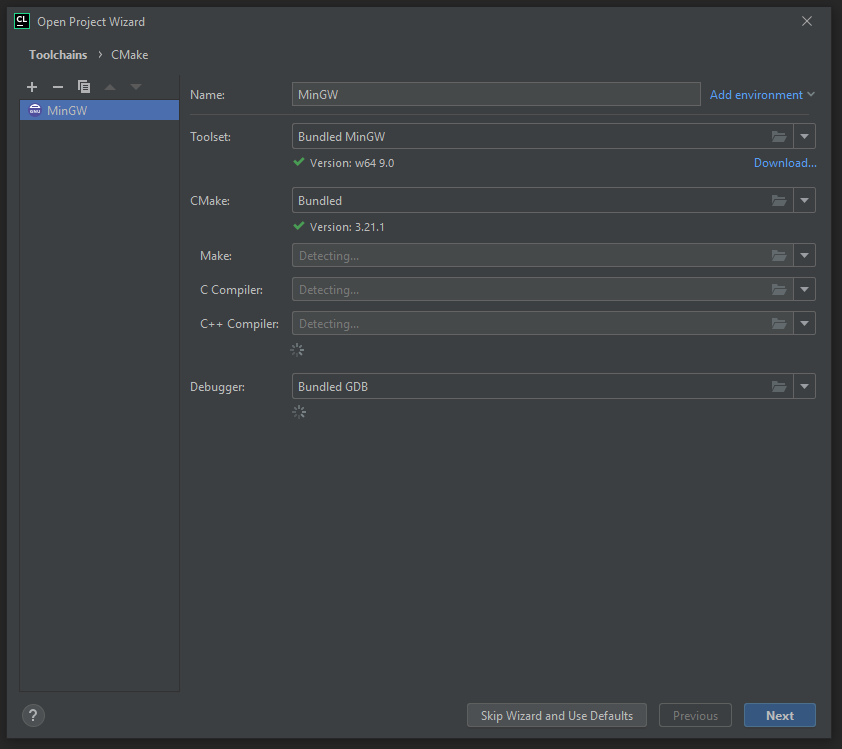 CL Open Project Wizard
Toolchains › CMake
MinGW
Name: MinGW Add environment
Toolset: Bundled MinGW
Version: w64 9.0 Download...
CMake: Bundled
Version: 3.21.1
Make: Detecting...
C Compiler: Detecting...
C++ Compiler: Detecting...
Debugger: Bundled GDB
? Skip Wizard and Use Defaults Previous Next